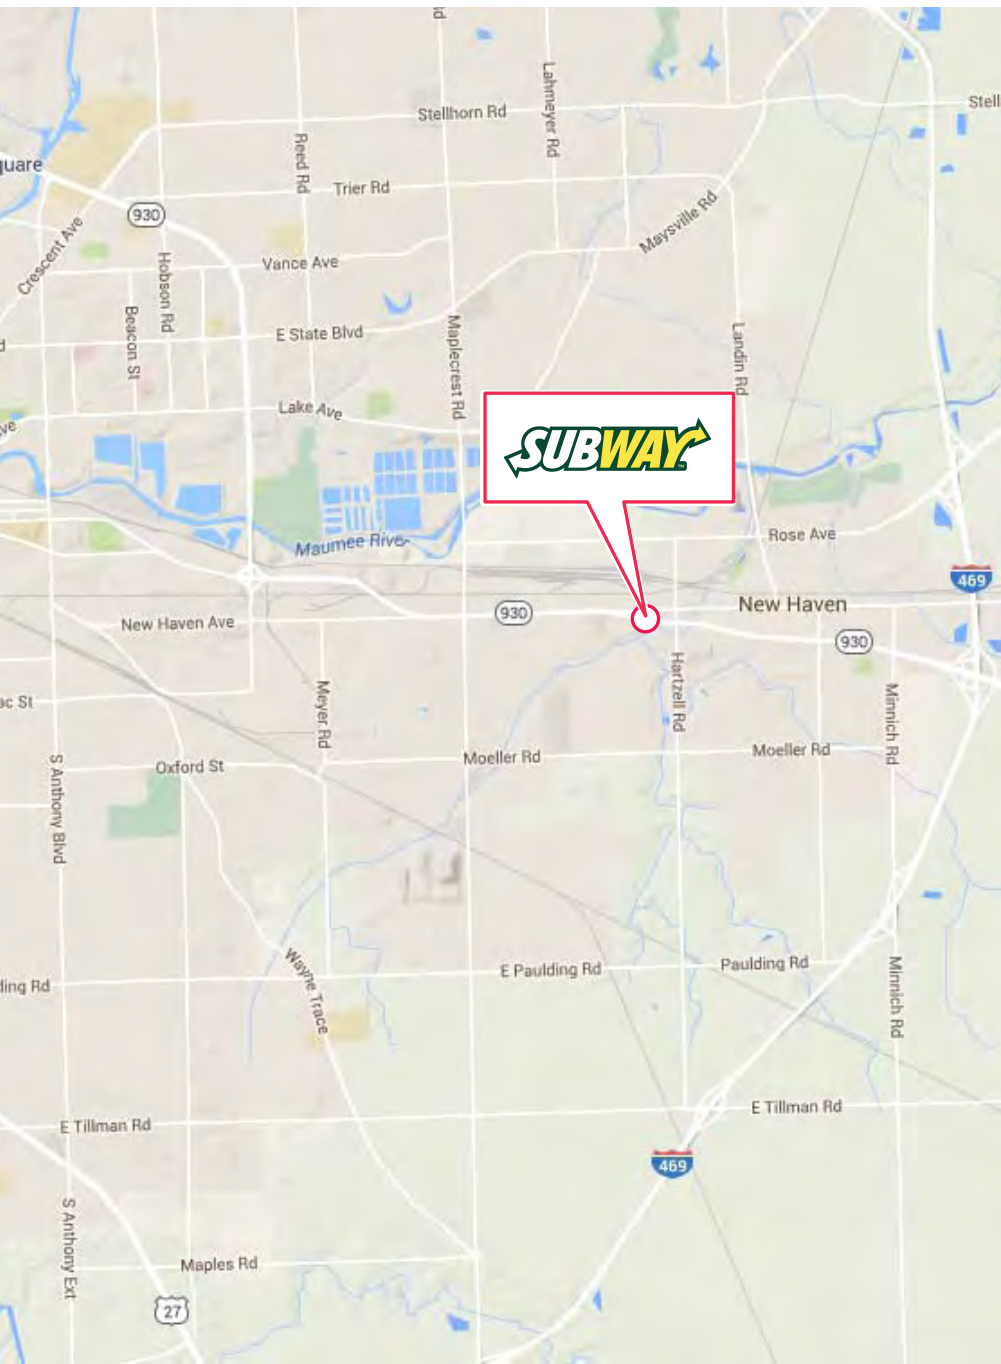 d
Stellhorn Rd
Lahmeyer Rd
Stell
quare
Reed Rd
Trier Rd
930
Crescent Ave
Maysville Rd
Hobson Rd
Vance Ave
Beacon St
E State Blvd
Maplecrest Rd
Landin Rd
d
Lake Ave
ve
SUBWAY
Rose Ave
Maumee River
469
New Haven
New Haven Ave
930
930
Hartzell Rd
Meyer Rd
Minnich Rd
ac St
Moeller Rd
Moeller Rd
Oxford St
S Anthony Blvd
E Paulding Rd
Paulding Rd
ding Rd
Wayne Trace
Minnich Rd
E Tillman Rd
E Tillman Rd
469
S Anthony Ext
Maples Rd
27